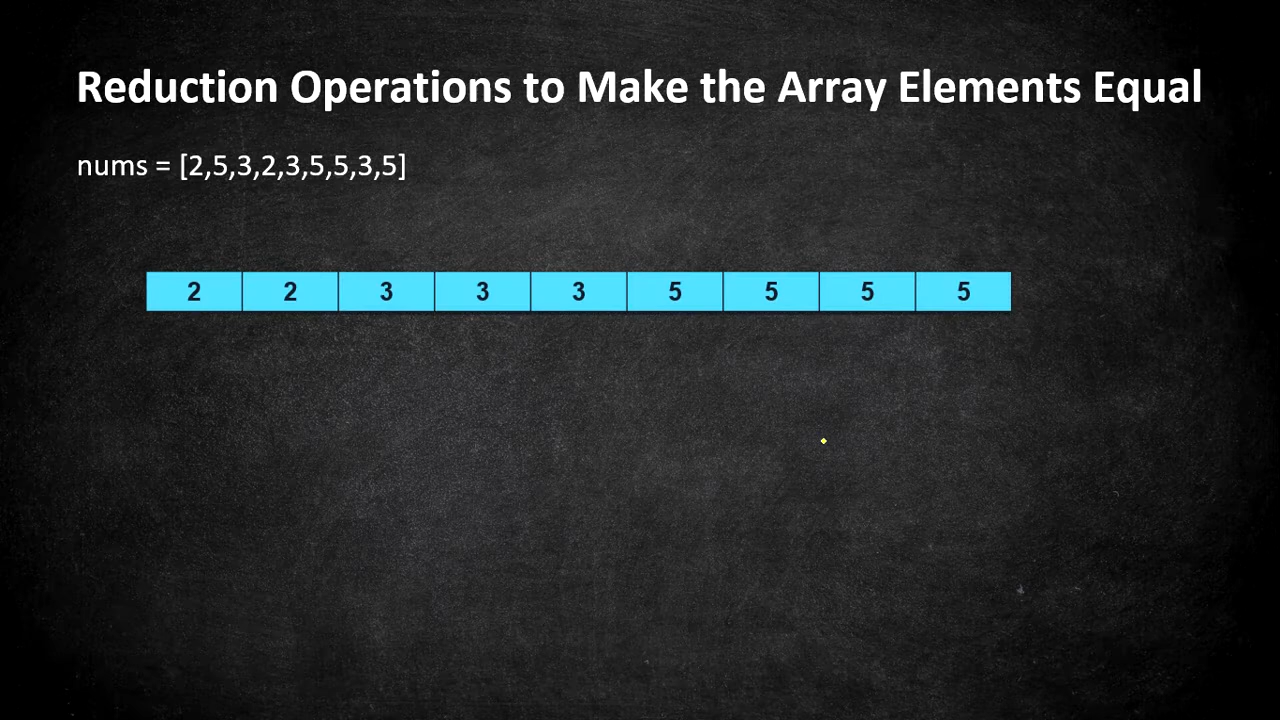 Reduction Operations to Make the Array Elements Equal
nums = [2,5,3,2,3,5,5,3,5]
2 2 3 3 3 5 5 5 5